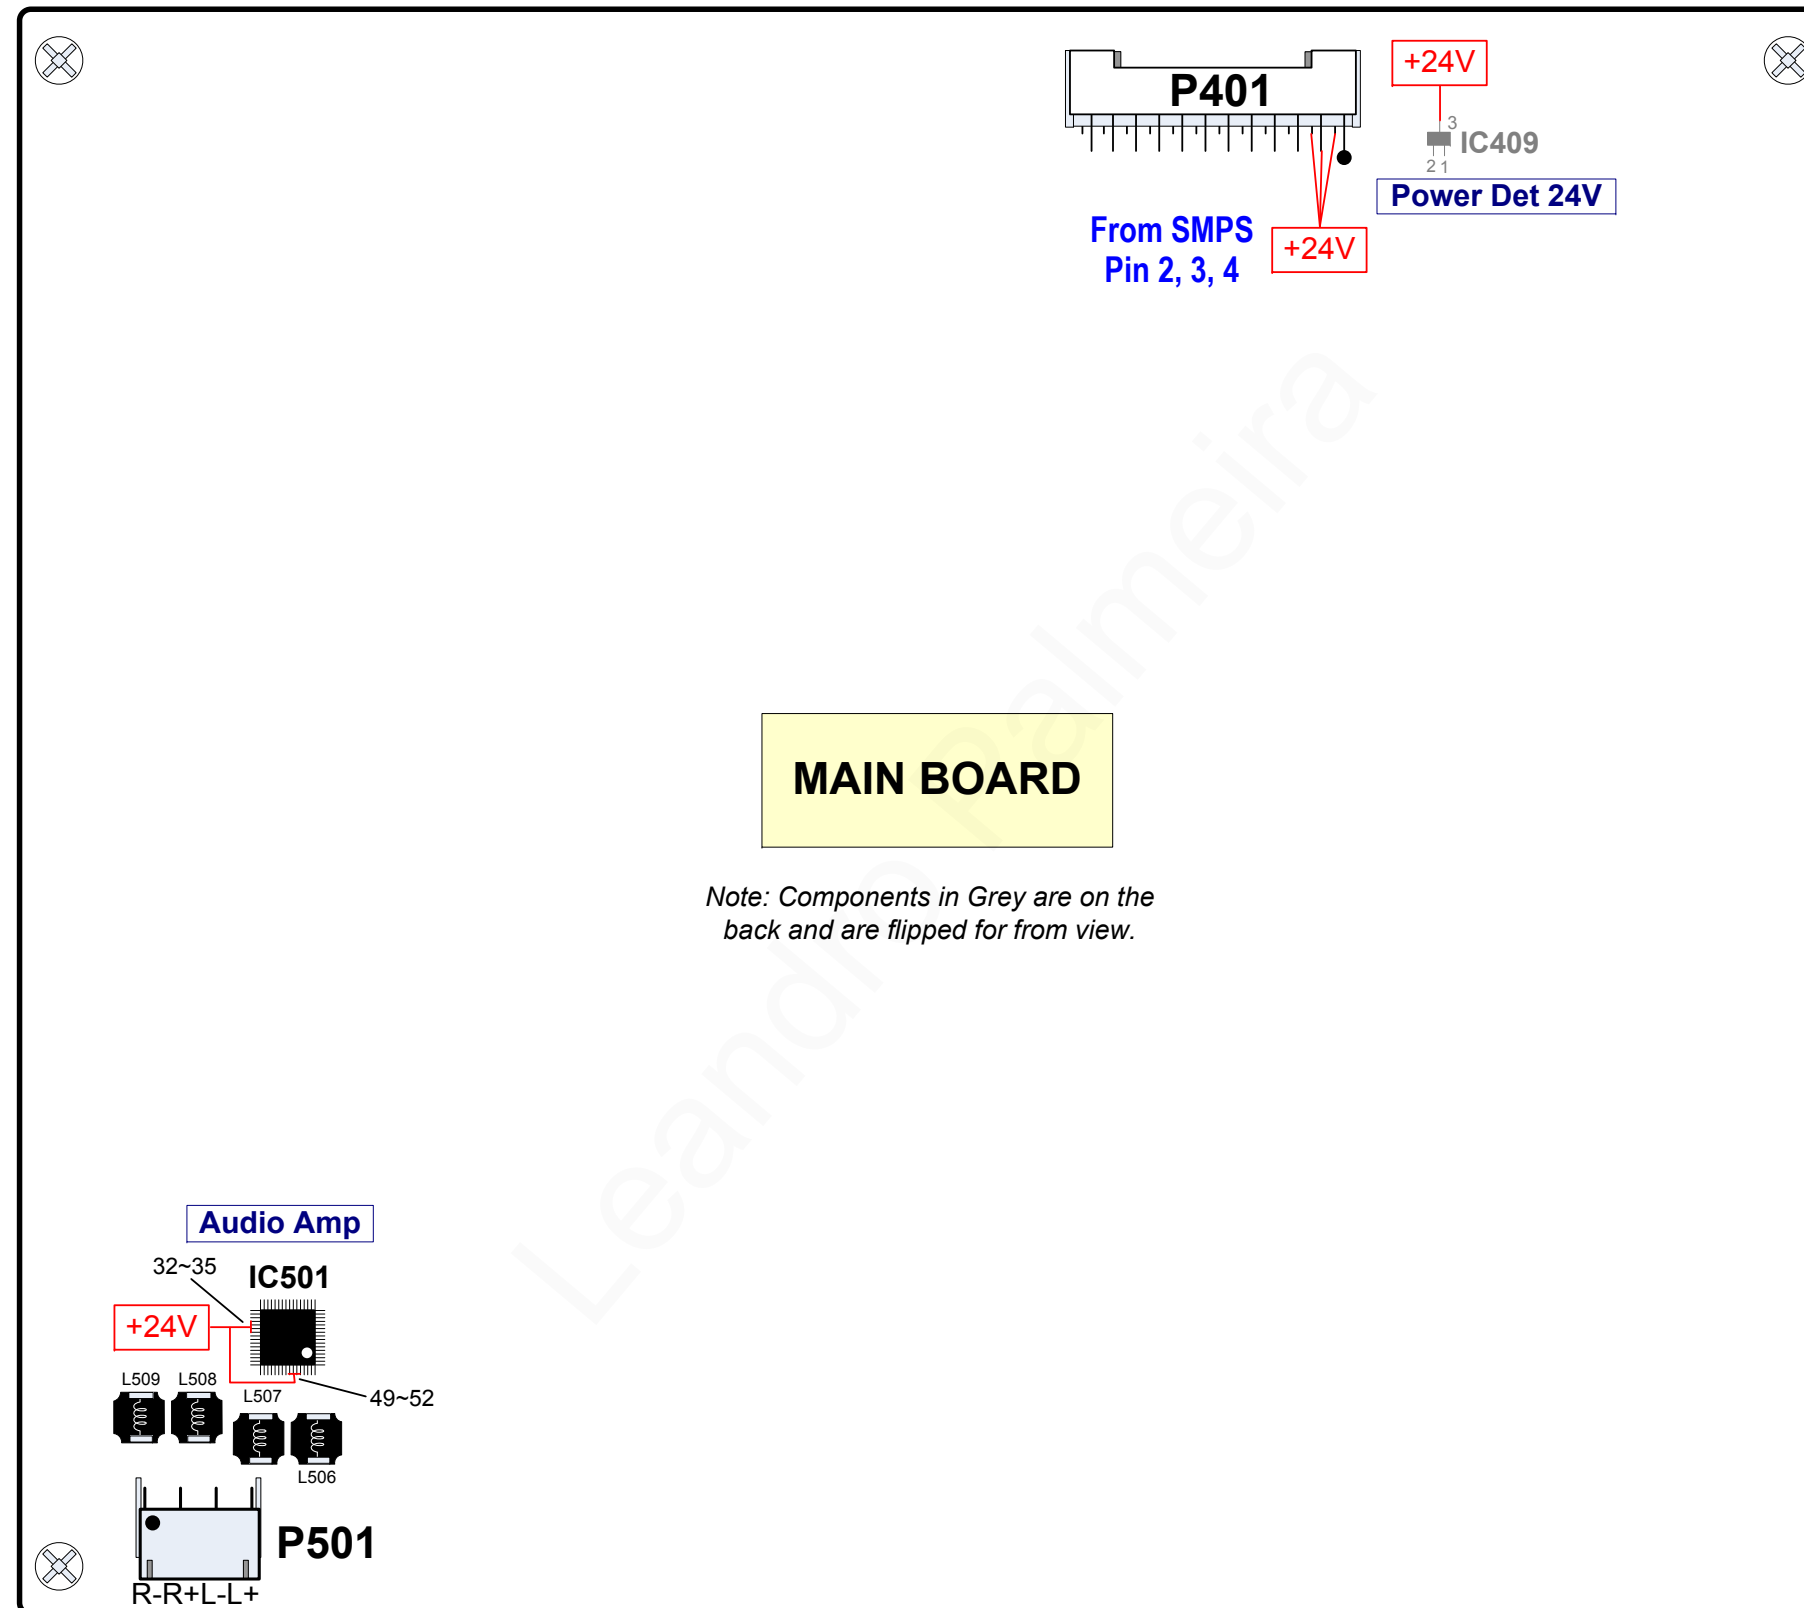 P401
+24V
3
IC409
2 1
Power Det 24V
From SMPS
Pin 2, 3, 4
+24V
MAIN BOARD
Note: Components in Grey are on the
back and are flipped for from view.
Leandro Palmeira
Audio Amp
32~35
IC501
+24V
L509 L508
L507
49~52
L506
P501
R-R+L-L+